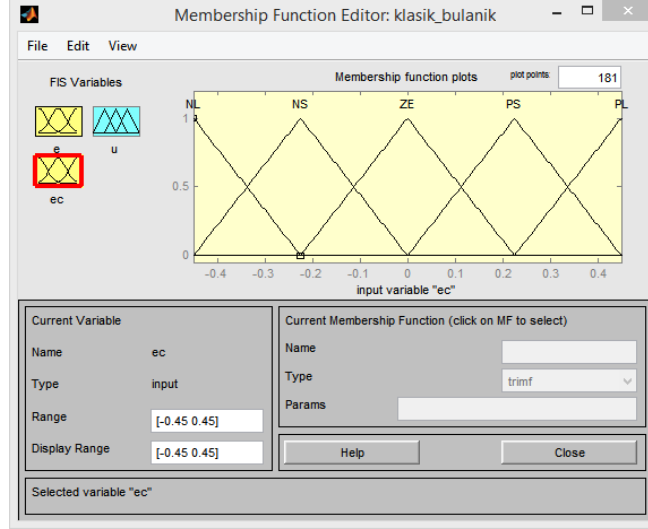 Membership Function Editor: klasik_bulanik
File Edit View
FIS Variables
Membership function plots
plot points:
181
e
u
ec
NL NS ZE PS PL
1
0.5
0
-0.4 -0.3 -0.2 -0.1 0 0.1 0.2 0.3 0.4
input variable "ec"
Current Variable
Name ec
Type input
Range [-0.45 0.45]
Display Range [-0.45 0.45]
Current Membership Function (click on MF to select)
Name
Type trimf
Params
Help Close
Selected variable "ec"